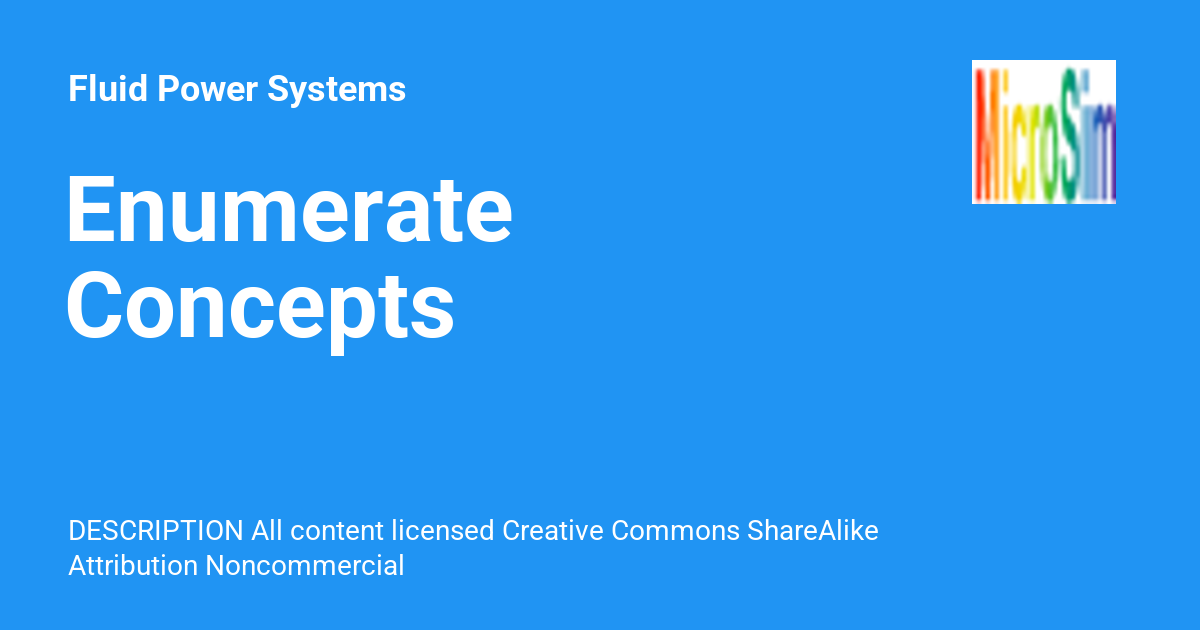 Fluid Power Systems
MicroSim
Enumerate
Concepts
DESCRIPTION All content licensed Creative Commons ShareAlike
Attribution Noncommercial